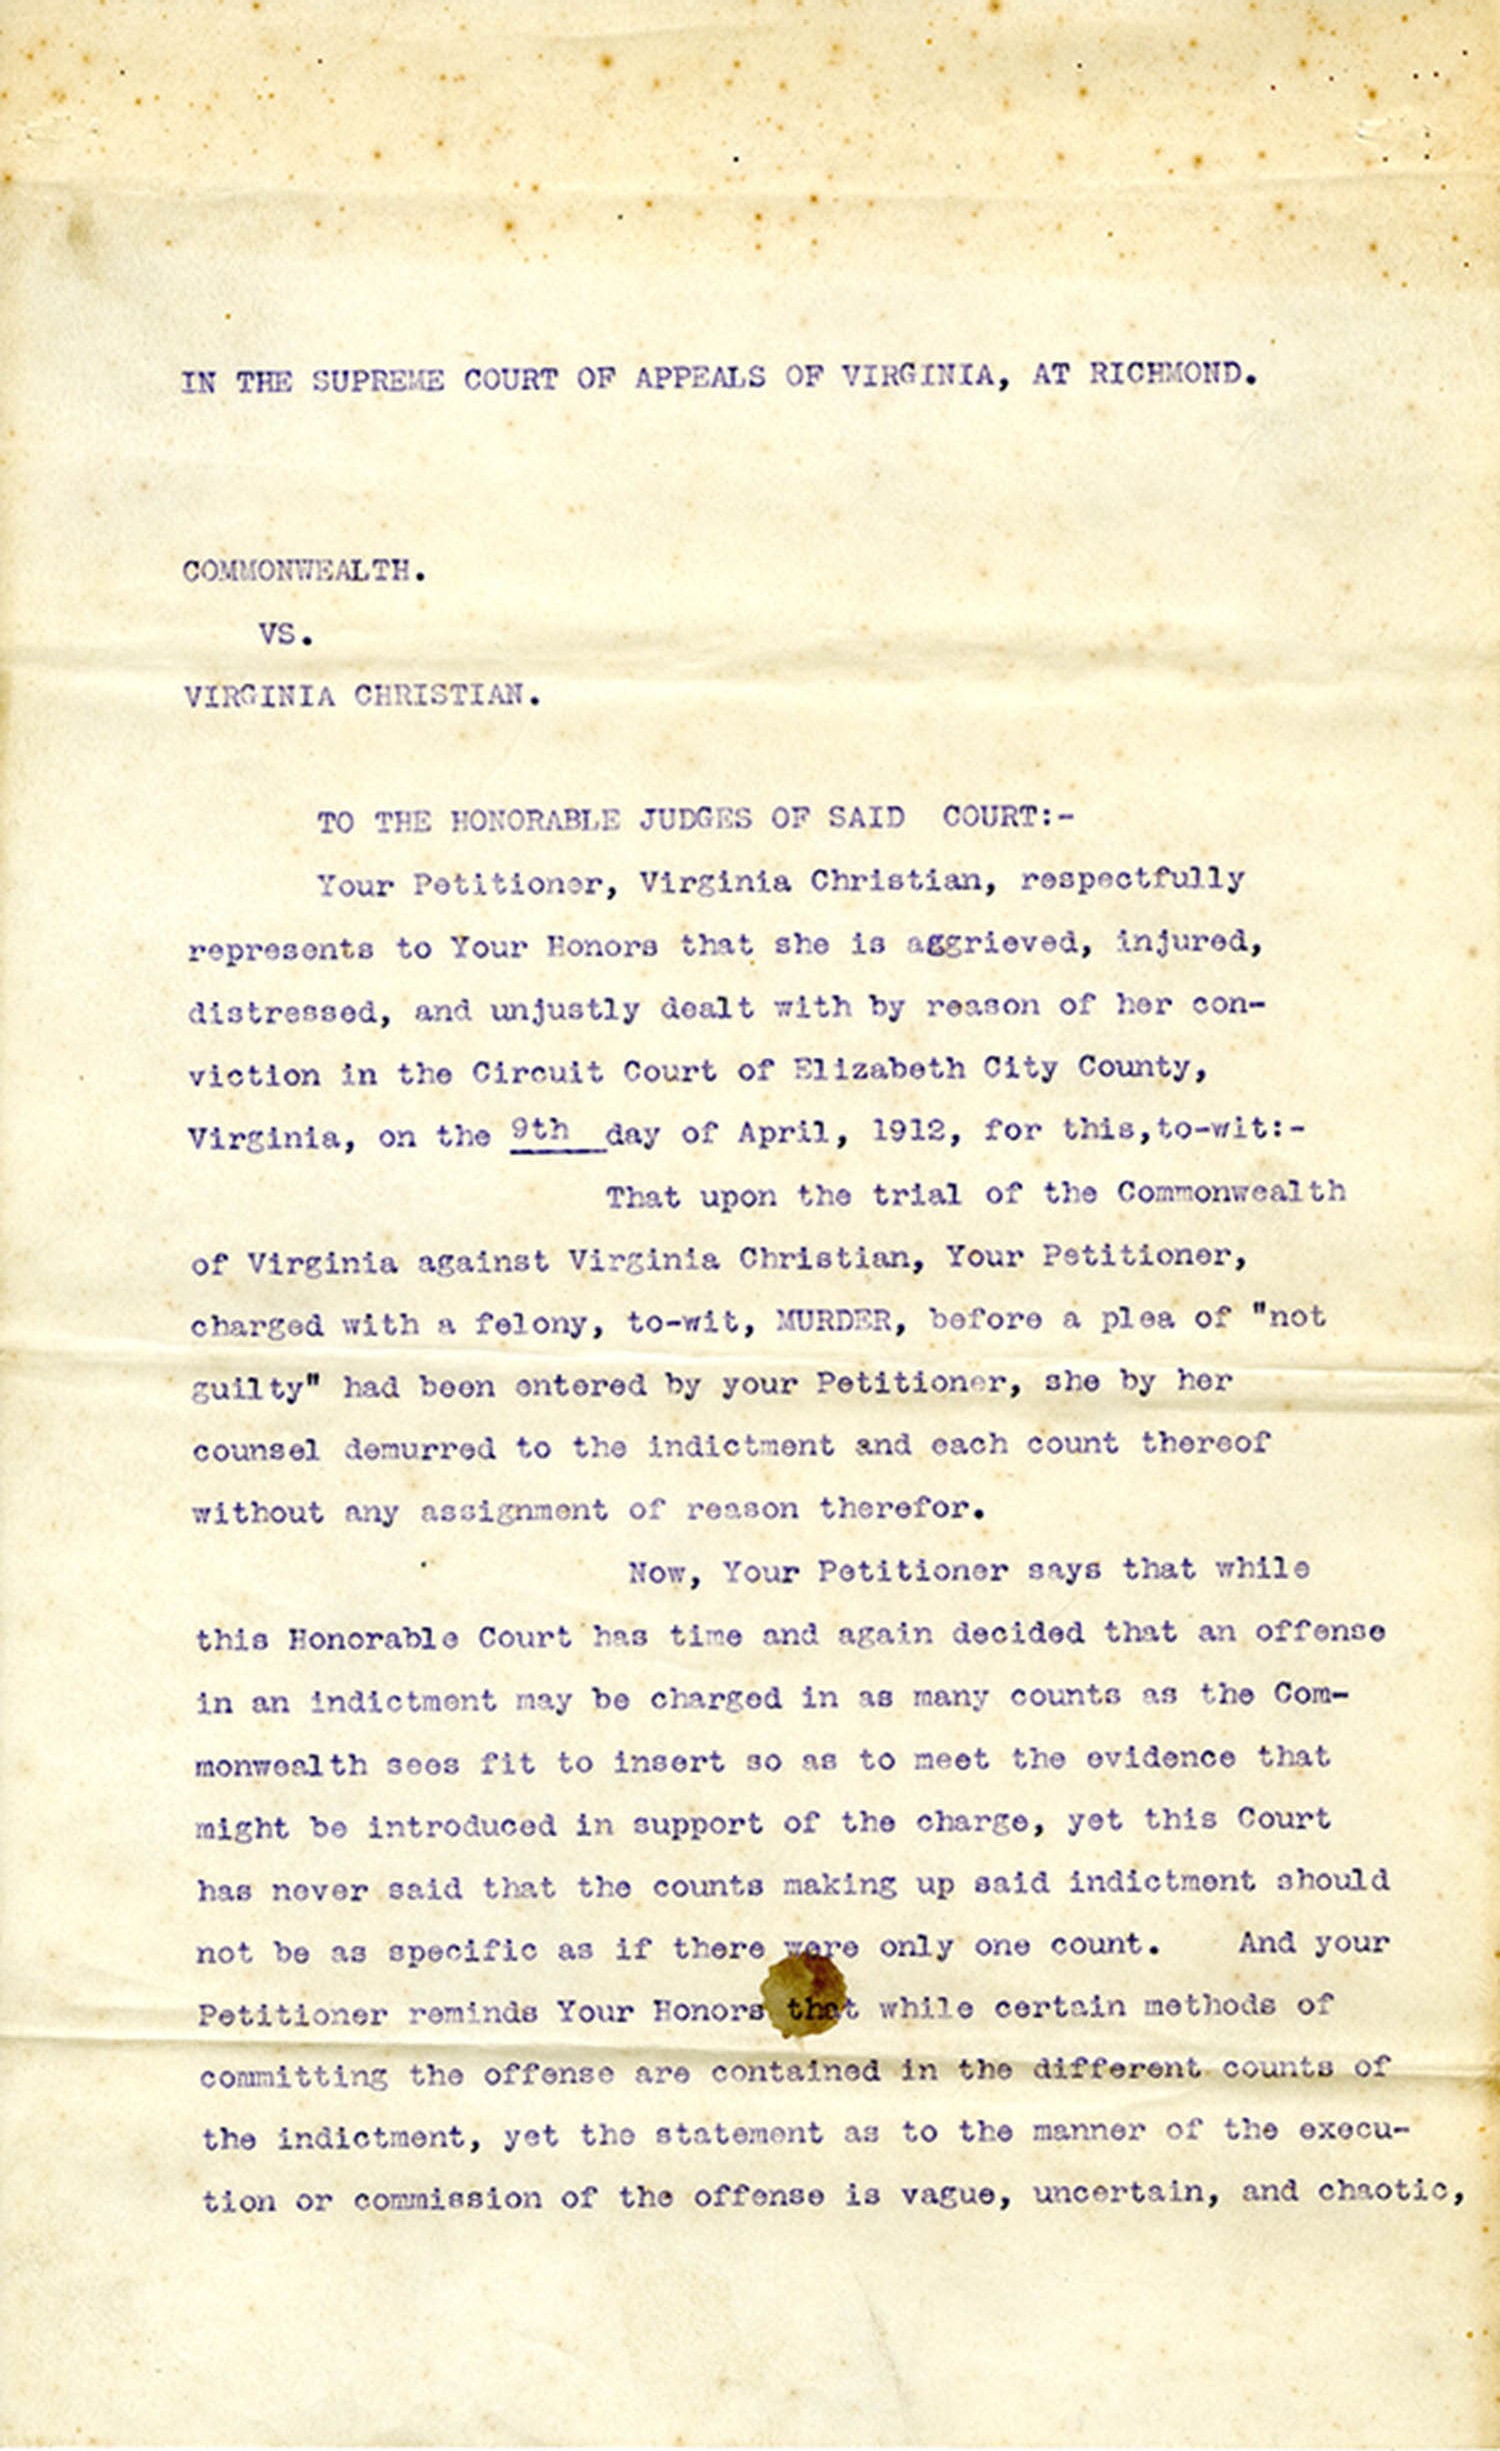 IN THE SUPREME COURT OF APPEALS OF VIRGINIA, AT RICHMOND.
COMMONWEALTH.
VS.
VIRGINIA CHRISTIAN.
TO THE HONORABLE JUDGES OF SAID COURT:-
Your Petitioner, Virginia Christian, respectfully
represents to Your Honors that she is aggrieved, injured,
distressed, and unjustly dealt with by reason of her con-
viction in the Circuit Court of Elizabeth City County,
Virginia, on the 9th day of April, 1912, for this,to-wit:-
That upon the trial of the Commonwealth
of Virginia against Virginia Christian, Your Petitioner,
charged with a felony, to-wit, MURDER, before a plea of "not
guilty" had been entered by your Petitioner, she by her
counsel demurred to the indictment and each count thereof
without any assignment of reason therefor.
Now, Your Petitioner says that while
this Honorable Court has time and again decided that an offense
in an indictment may be charged in as many counts as the Com-
monwealth sees fit to insert so as to meet the evidence that
might be introduced in support of the charge, yet this Court
has never said that the counts making up said indictment should
not be as specific as if there were only one count. And your
Petitioner reminds Your Honors that while certain methods of
committing the offense are contained in the different counts of
the indictment, yet the statement as to the manner of the execu-
tion or commission of the offense is vague, uncertain, and chaotic,